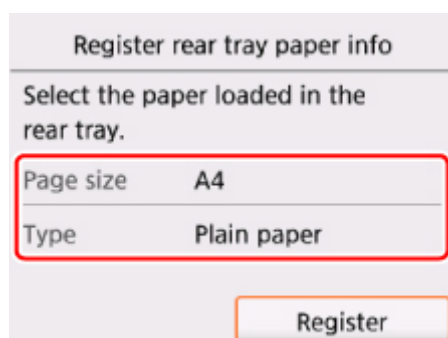 Register rear tray paper info
Select the paper loaded in the
rear tray.
Page size A4
Type Plain paper
Register